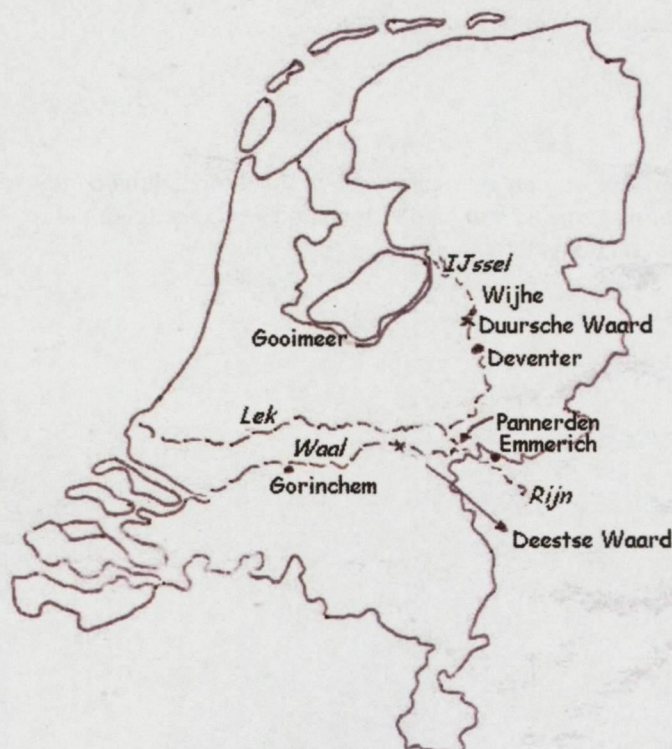 IJssel
Wijhe
Duursche Waard
Gooimeer
Deventer
Lek
Pannerden
Waal
Emmerich
Gorinchem
Rijn
Deestse Waard